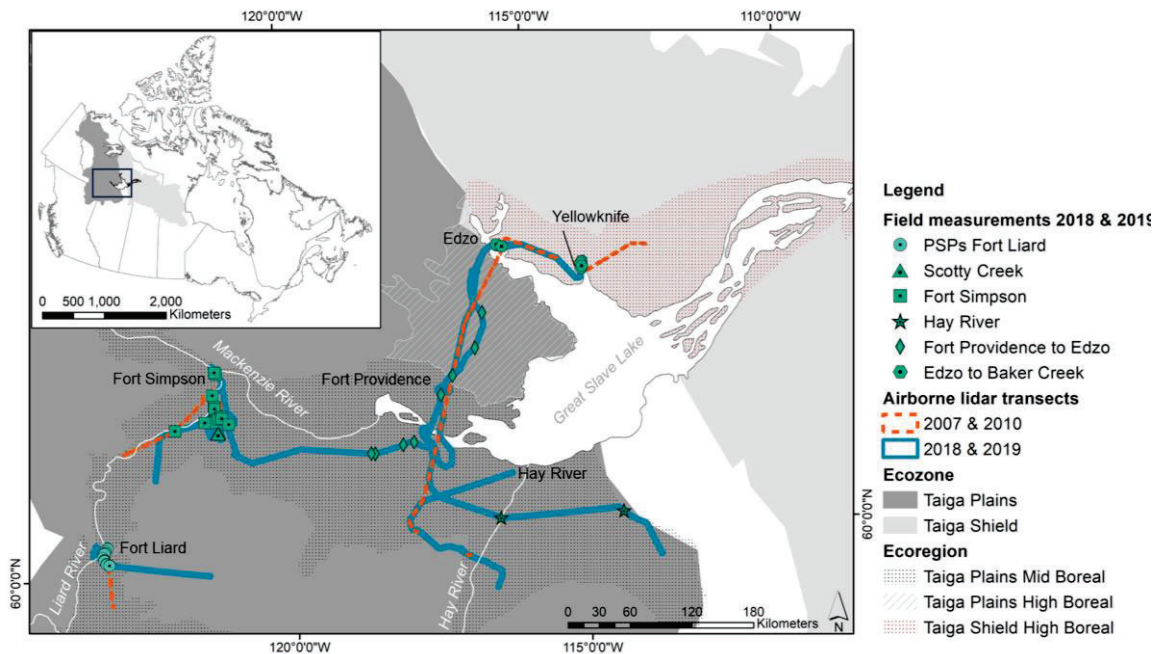 120°0'0"W 115°0'0"W 110°0'0"W
0 500 1,000 2,000
Kilometers
Yellowknife
Edzo
Great Slave Lake
Mackenzie River
Fort Simpson
Fort Providence
Hay River
Fort Liard
Liard River
Hay River
60°0'0"N
60°0'0"N
0 30 60 120 180
Kilometers
N
120°0'0"W 115°0'0"W
Legend
Field measurements 2018 & 2019
PSPs Fort Liard
Scotty Creek
Fort Simpson
Hay River
Fort Providence to Edzo
Edzo to Baker Creek
Airborne lidar transects
2007 & 2010
2018 & 2019
Ecozone
Taiga Plains
Taiga Shield
Ecoregion
Taiga Plains Mid Boreal
Taiga Plains High Boreal
Taiga Shield High Boreal